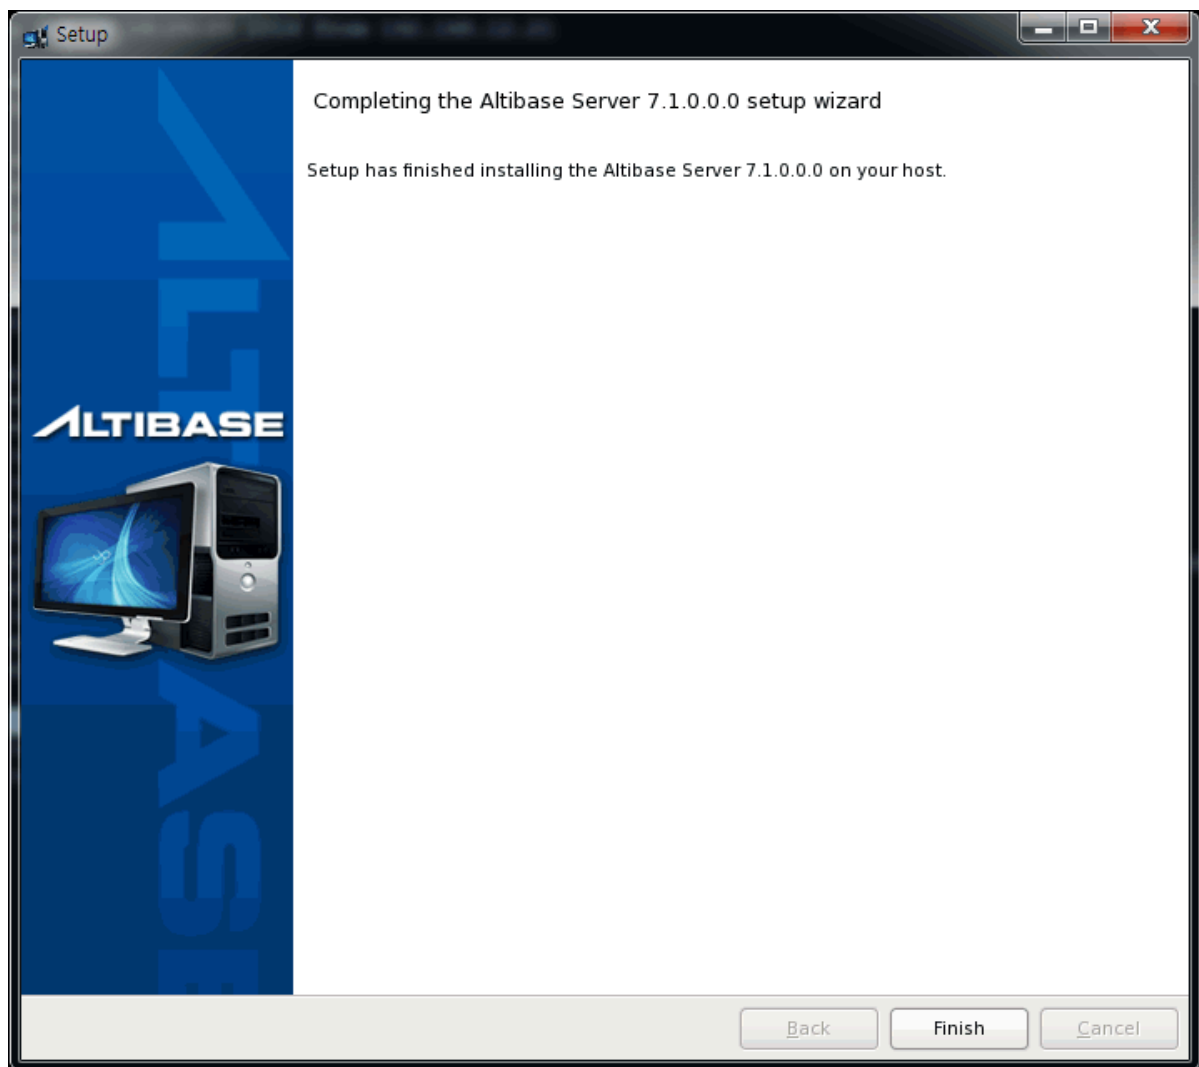 Setup
Completing the Altibase Server 7.1.0.0.0 setup wizard
Setup has finished installing the Altibase Server 7.1.0.0.0 on your host.
ALTIBASE
Back
Finish
Cancel